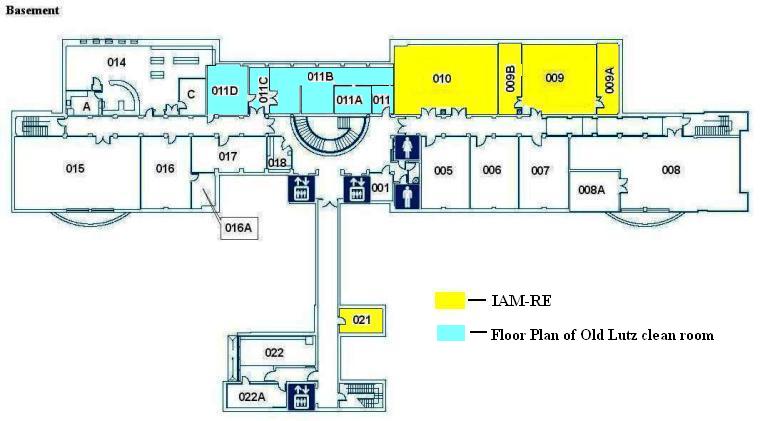 Basement
014
A
C
011D
011C
011B
011A
011
010
009B
009
009A
015
016
017
018
016A
001
005
006
007
008
008A
021
022
022A
IAM-RE
Floor Plan of Old Lutz clean room